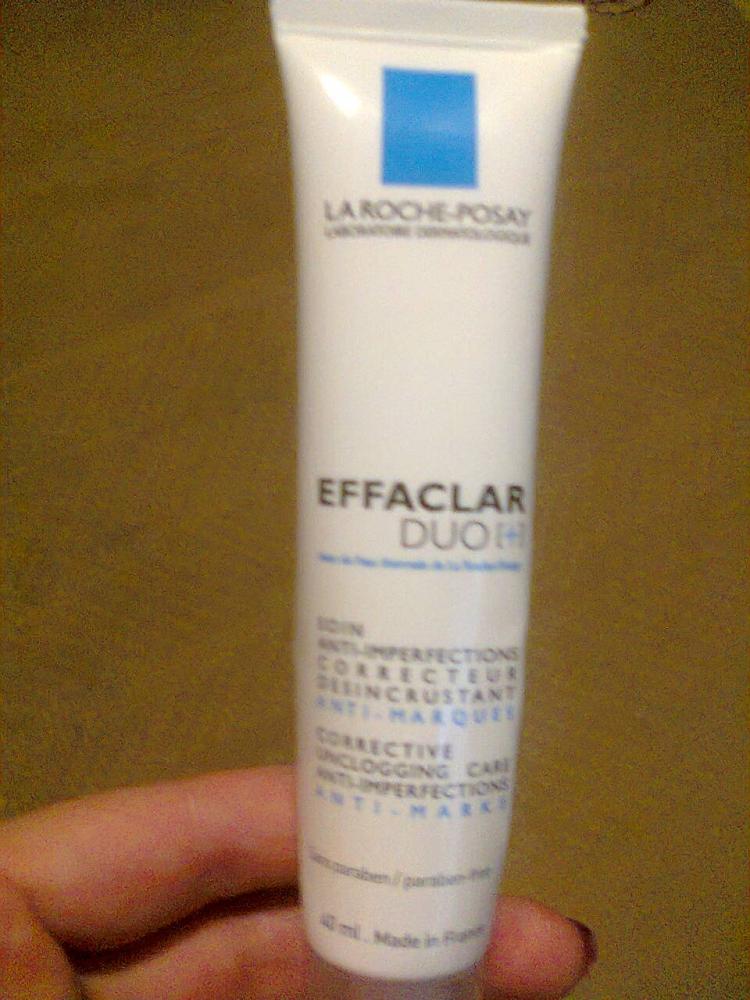 LA ROCHE-POSAY
LABORATOIRE DERMATOLOGIQUE
EFFACLAR
DUO [+]
SOIN
ANTI-IMPERFECTIONS
CORRECTEUR
DESINCRUSTANT
ANTI-MARQUES
CORRECTIVE
UNCLOGGING CARE
ANTI-IMPERFECTIONS
ANTI-MARKS
Sans paraben / paraben-free
40 ml . Made in France